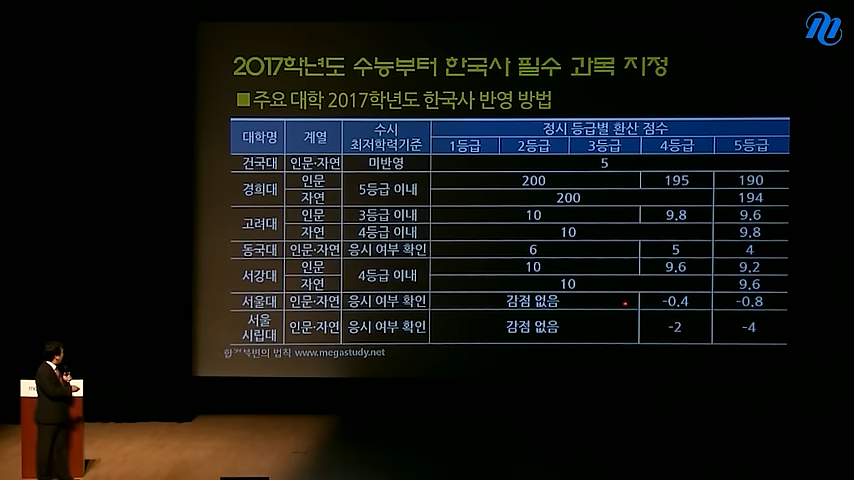 2017학년도 수능부터 한국사 필수 과목 지정
■ 주요 대학 2017학년도 한국사 반영 방법
대학명 계열 수시 최저학력기준 정시 등급별 환산 점수
1등급 2등급 3등급 4등급 5등급
건국대 인문·자연 미반영 5
경희대 인문 5등급 이내 200 195 190
자연 200 194
고려대 인문 3등급 이내 10 9.8 9.6
자연 4등급 이내 10 9.8
동국대 인문·자연 응시 여부 확인 6 5 4
서강대 인문 4등급 이내 10 9.6 9.2
자연 10 9.6
서울대 인문·자연 응시 여부 확인 감점 없음 -0.4 -0.8
서울시립대 인문·자연 응시 여부 확인 감점 없음 -2 -4
합격불변의 법칙 www.megastudy.net